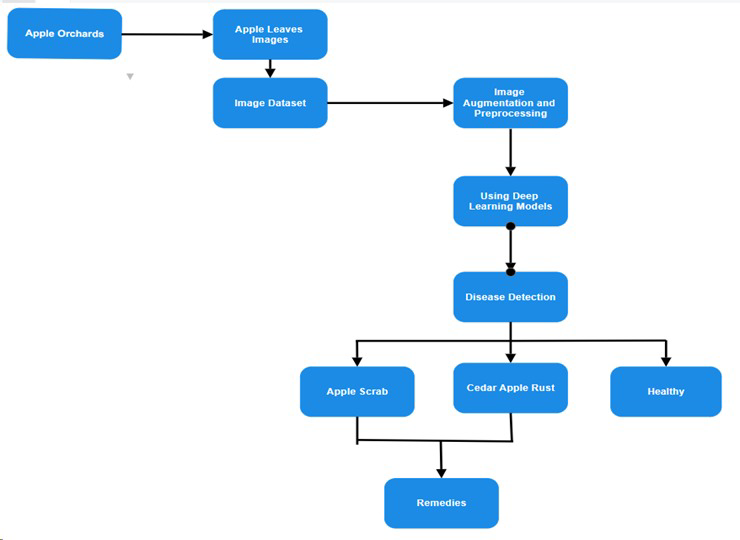 Apple Orchards
Apple Leaves
Images
Image Dataset
Image
Augmentation and
Preprocessing
Using Deep
Learning Models
Disease Detection
Apple Scrab
Cedar Apple Rust
Healthy
Remedies